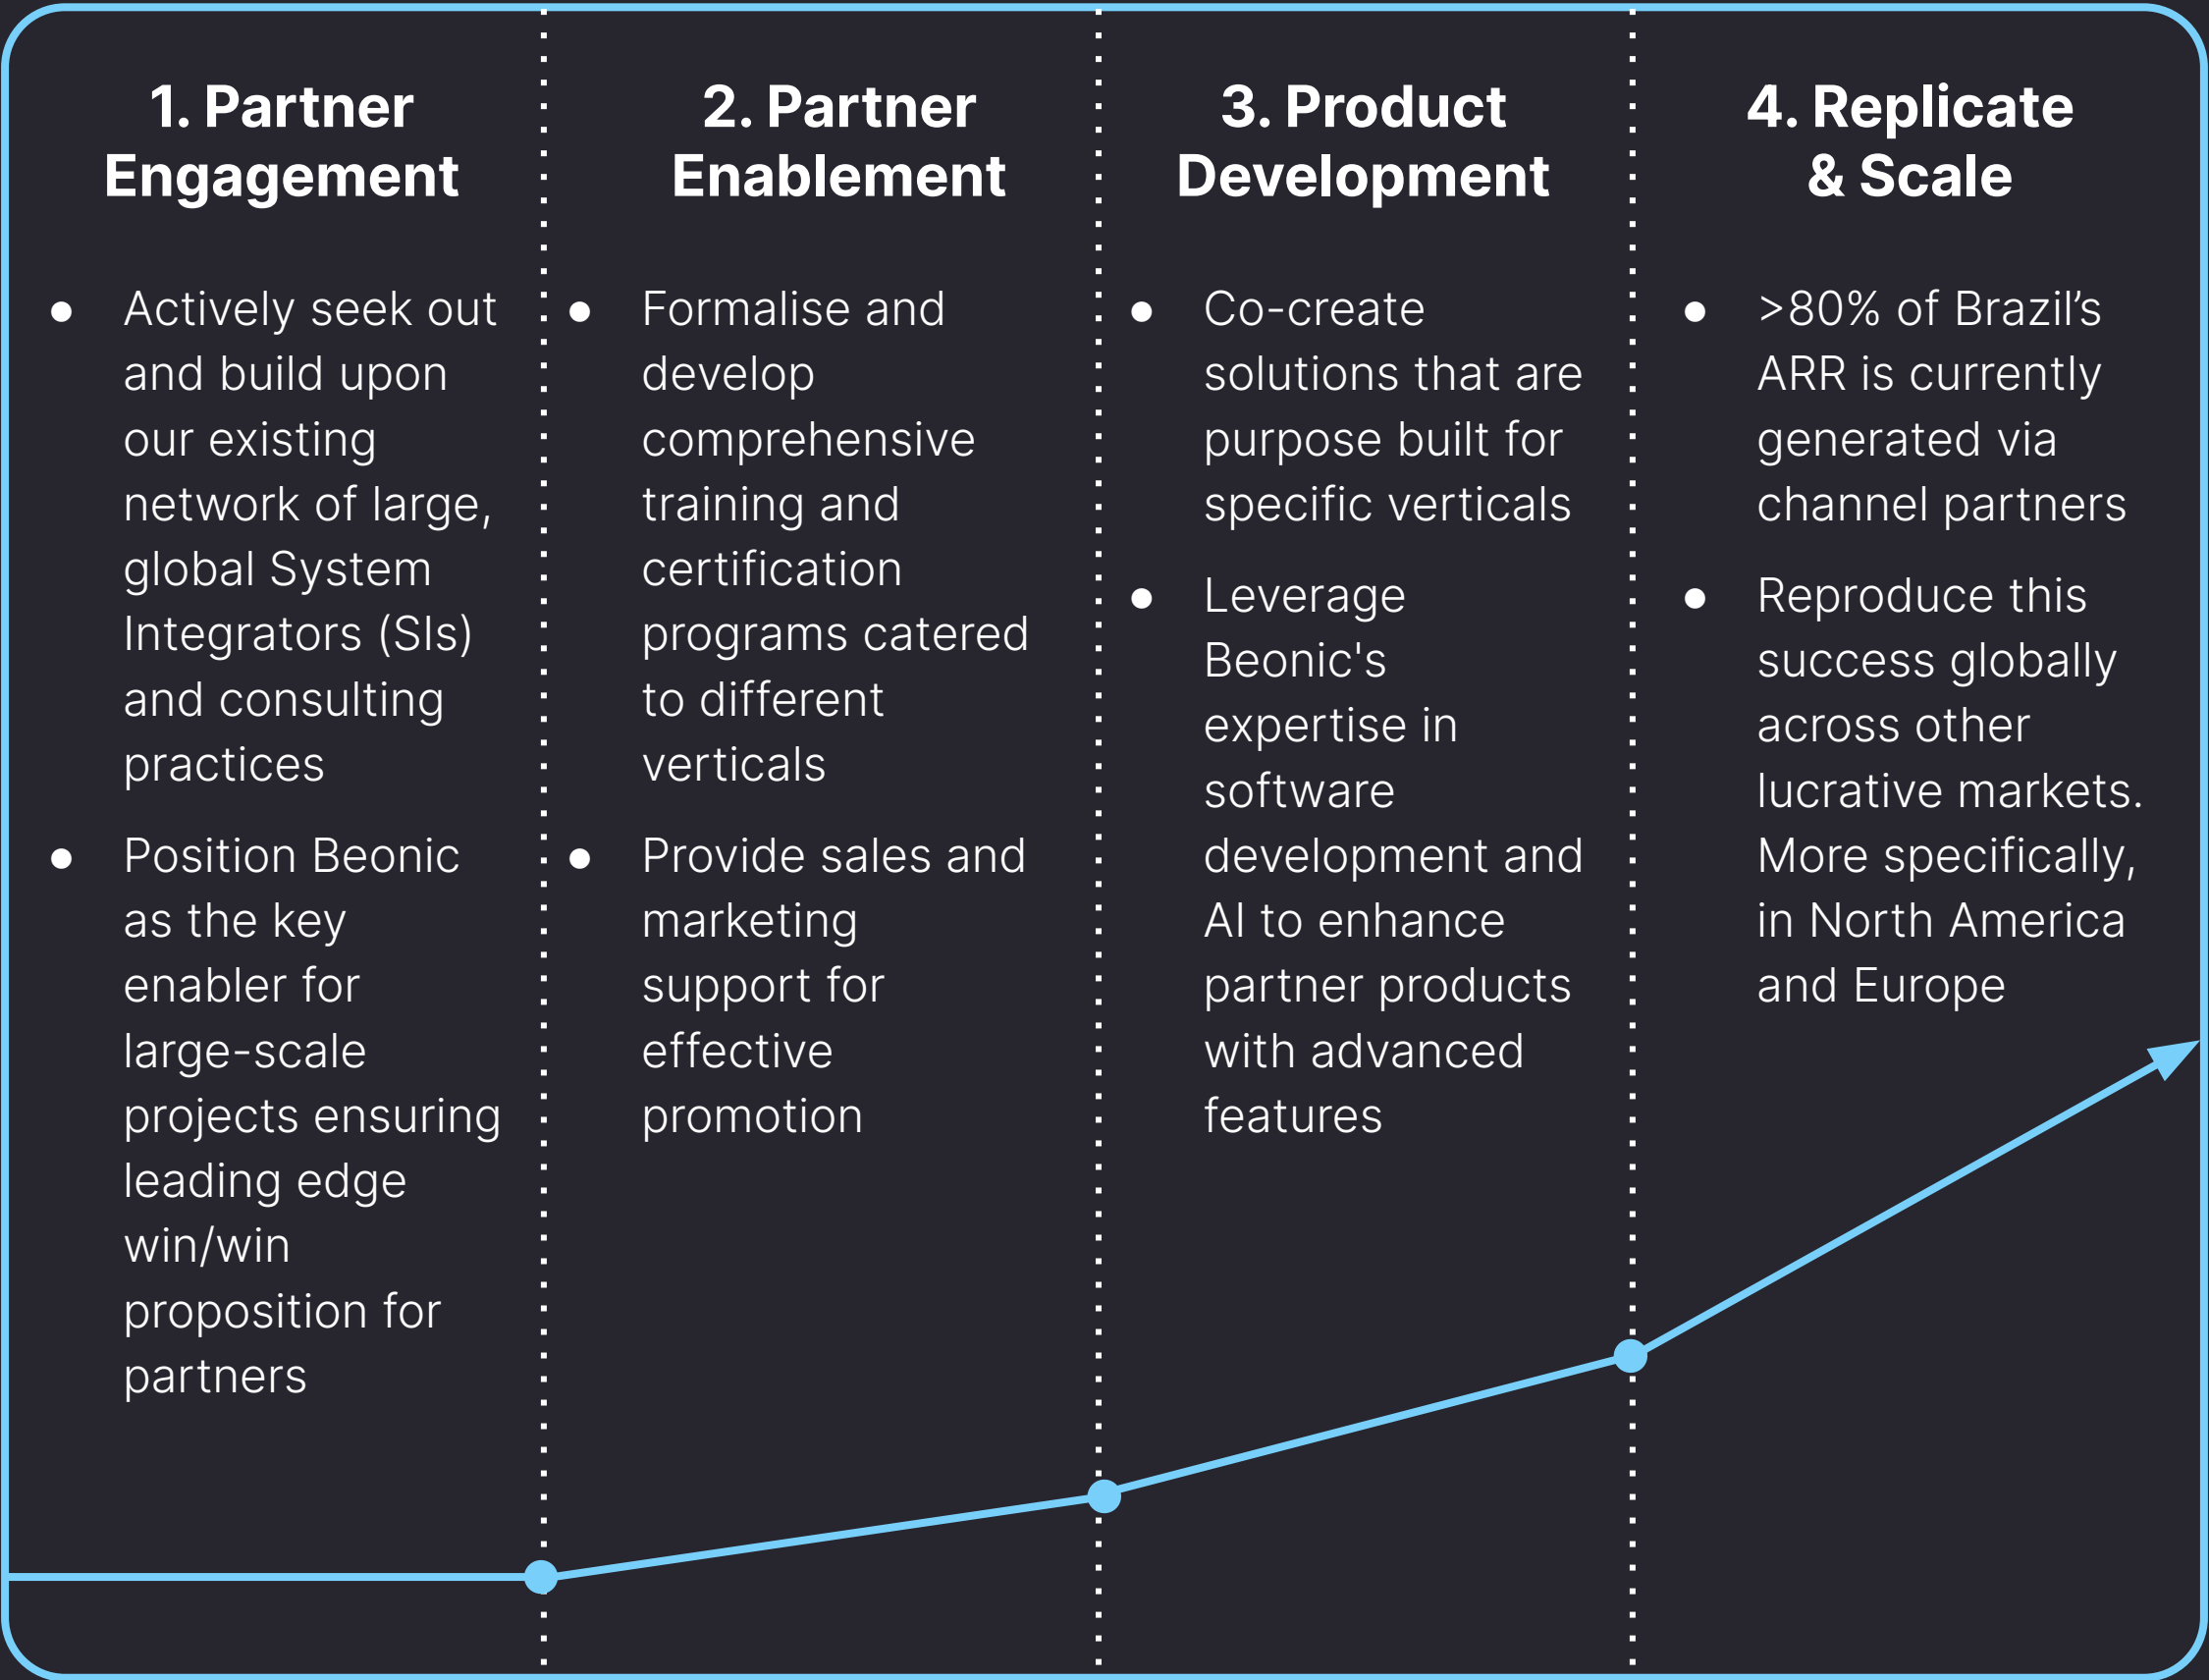 1. Partner
Engagement
● Actively seek out
and build upon
our existing
network of large,
global System
Integrators (SIs)
and consulting
practices
● Position Beonic
as the key
enabler for
large-scale
projects ensuring
leading edge
win/win
proposition for
partners
2. Partner
Enablement
● Formalise and
develop
comprehensive
training and
certification
programs catered
to different
verticals
● Provide sales and
marketing
support for
effective
promotion
3. Product
Development
● Co-create
solutions that are
purpose built for
specific verticals
● Leverage
Beonic's
expertise in
software
development and
AI to enhance
partner products
with advanced
features
4. Replicate
& Scale
● >80% of Brazil’s
ARR is currently
generated via
channel partners
● Reproduce this
success globally
across other
lucrative markets.
More specifically,
in North America
and Europe